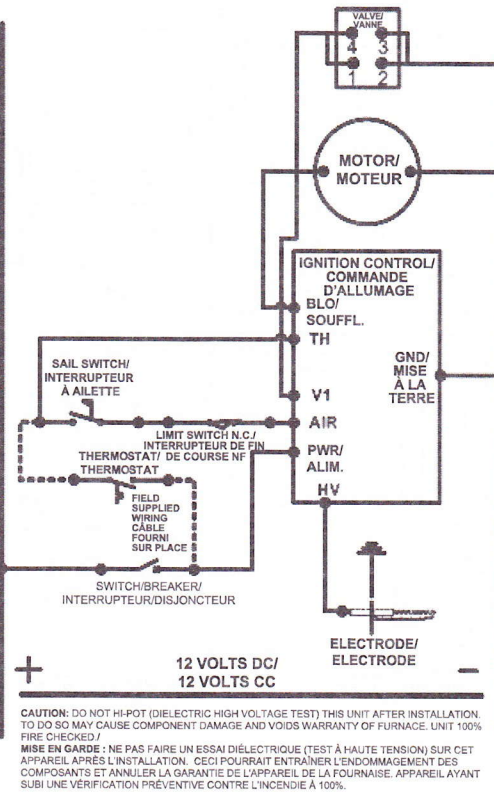 VALVE/
VANNE
4 3
1 2
MOTOR/
MOTEUR
IGNITION CONTROL/
COMMANDE
D'ALLUMAGE
BLO/
SOUFFL.
TH
GND/
MISE
À LA
TERRE
SAIL SWITCH/
INTERRUPTEUR
À AILETTE
V1
AIR
LIMIT SWITCH N.C./
INTERRUPTEUR DE FIN
DE COURSE NF
THERMOSTAT/
THERMOSTAT
PWR/
ALIM.
HV
FIELD
SUPPLIED
WIRING
CÂBLE
FOURNI
SUR PLACE
SWITCH/BREAKER/
INTERRUPTEUR/DISJONCTEUR
ELECTRODE/
ELECTRODE
+ 12 VOLTS DC/ -
12 VOLTS CC
CAUTION: DO NOT HI-POT (DIELECTRIC HIGH VOLTAGE TEST) THIS UNIT AFTER INSTALLATION.
TO DO SO MAY CAUSE COMPONENT DAMAGE AND VOIDS WARRANTY OF FURNACE. UNIT 100%
FIRE CHECKED./
MISE EN GARDE : NE PAS FAIRE UN ESSAI DIÉLECTRIQUE (TEST À HAUTE TENSION) SUR CET
APPAREIL APRÈS L'INSTALLATION. CECI POURRAIT ENTRAÎNER L'ENDOMMAGEMENT DES
COMPOSANTS ET ANNULER LA GARANTIE DE L'APPAREIL DE LA FOURNAISE. APPAREIL AYANT
SUBI UNE VÉRIFICATION PRÉVENTIVE CONTRE L'INCENDIE À 100%.